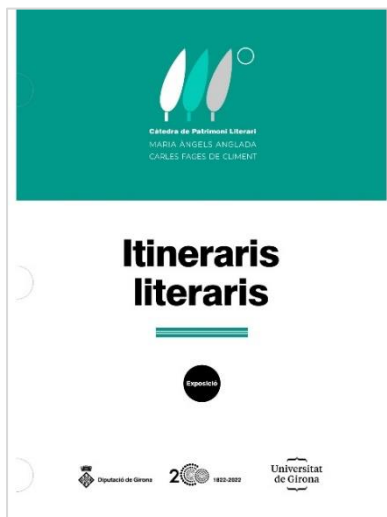 Càtedra de Patrimoni Literari
MARIA ÀNGELS ANGLADA
CARLES FAGES DE CLIMENT
Itineraris
literaris
Exposició
Diputació de Girona
200
1822-2022
Universitat
de Girona